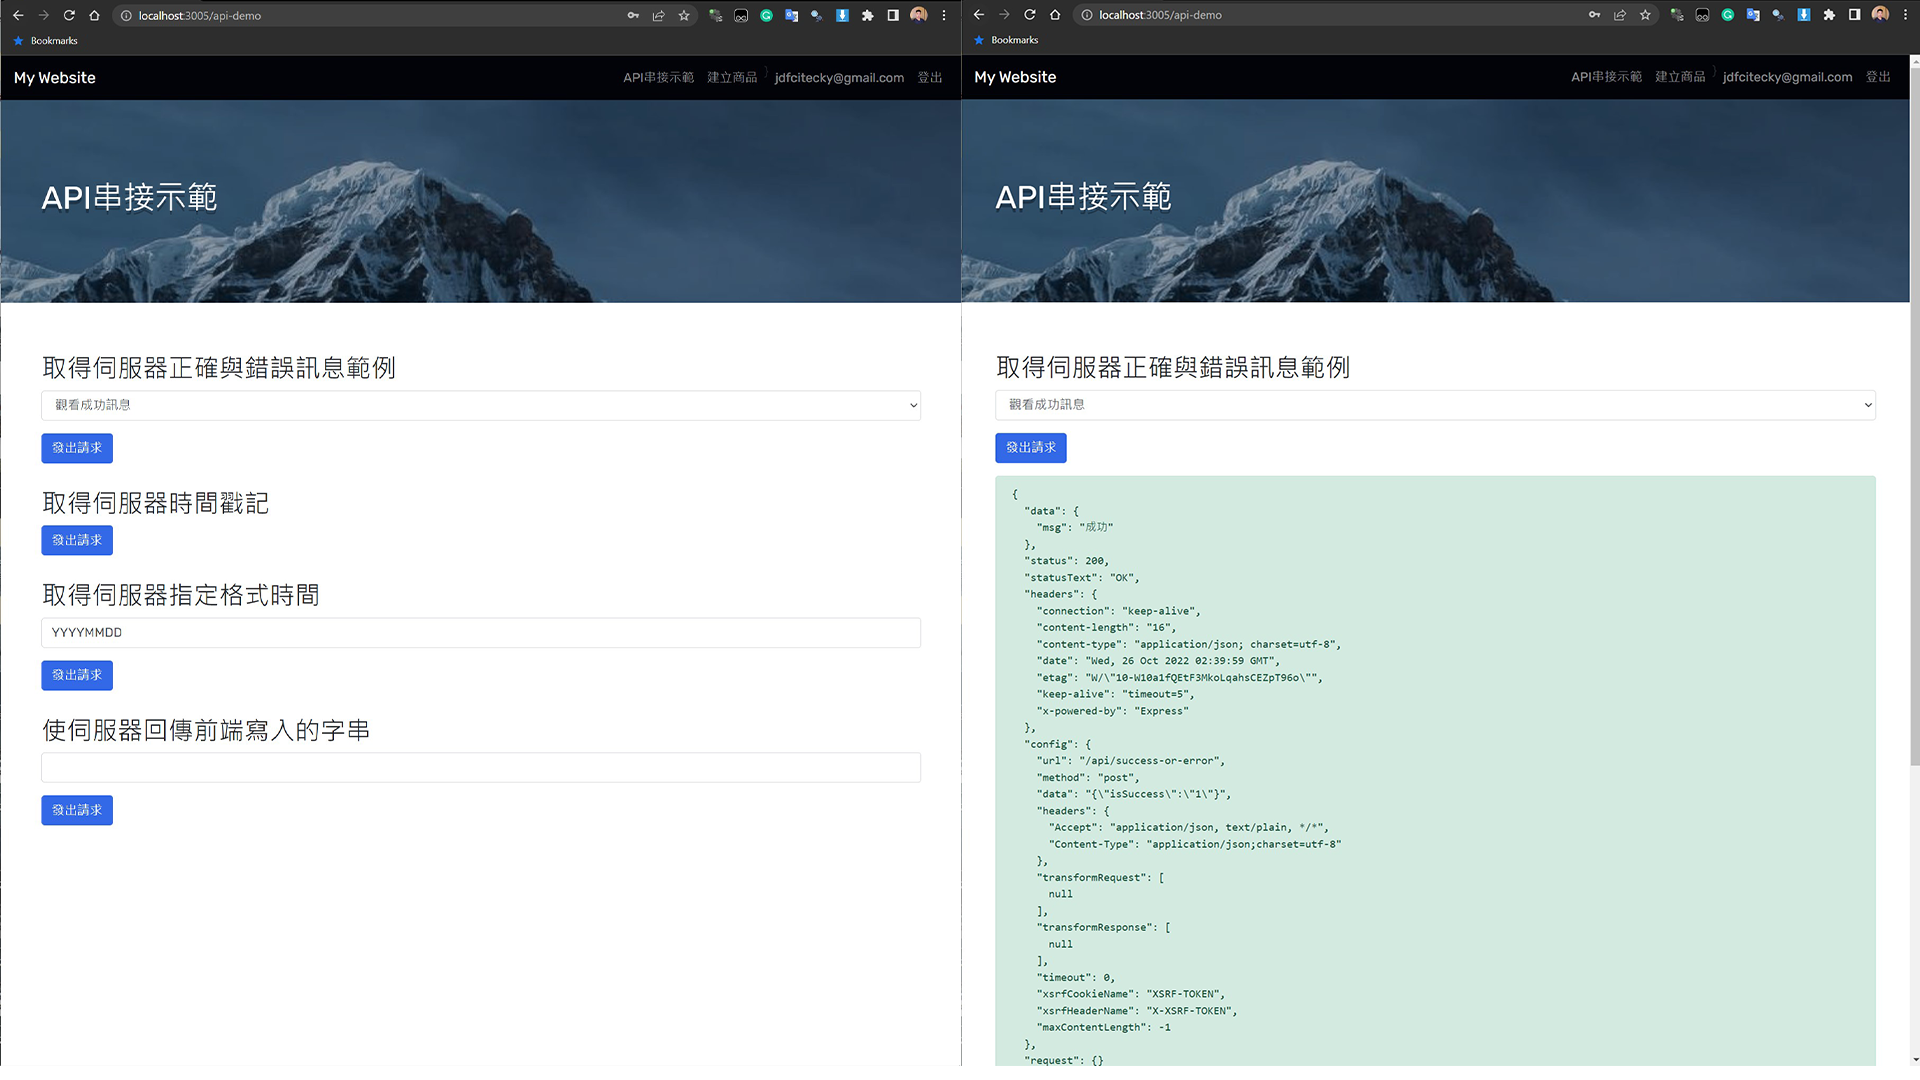 localhost:3005/api-demo
Bookmarks
My Website
API串接示範
建立商品
jdfcitecky@gmail.com
登出
API串接示範
取得伺服器正確與錯誤訊息範例
觀看成功訊息
發出請求
取得伺服器時間戳記
發出請求
取得伺服器指定格式時間
YYYYMMDD
發出請求
使伺服器回傳前端寫入的字串
發出請求
localhost:3005/api-demo
Bookmarks
My Website
API串接示範
建立商品
jdfcitecky@gmail.com
登出
API串接示範
取得伺服器正確與錯誤訊息範例
觀看成功訊息
發出請求
{
"data": {
"msg": "成功"
},
"status": 200,
"statusText": "OK",
"headers": {
"connection": "keep-alive",
"content-length": "16",
"content-type": "application/json; charset=utf-8",
"date": "Wed, 26 Oct 2022 02:39:59 GMT",
"etag": "W/\"10-W10a1fQEtF3MkoLqahsCEZpT96o\"",
"keep-alive": "timeout=5",
"x-powered-by": "Express"
},
"config": {
"url": "/api/success-or-error",
"method": "post",
"data": "{\"isSuccess\":\"1\"}",
"headers": {
"Accept": "application/json, text/plain, */*",
"Content-Type": "application/json;charset=utf-8"
},
"transformRequest": [
null
],
"transformResponse": [
null
],
"timeout": 0,
"xsrfCookieName": "XSRF-TOKEN",
"xsrfHeaderName": "X-XSRF-TOKEN",
"maxContentLength": -1
},
"request": {}